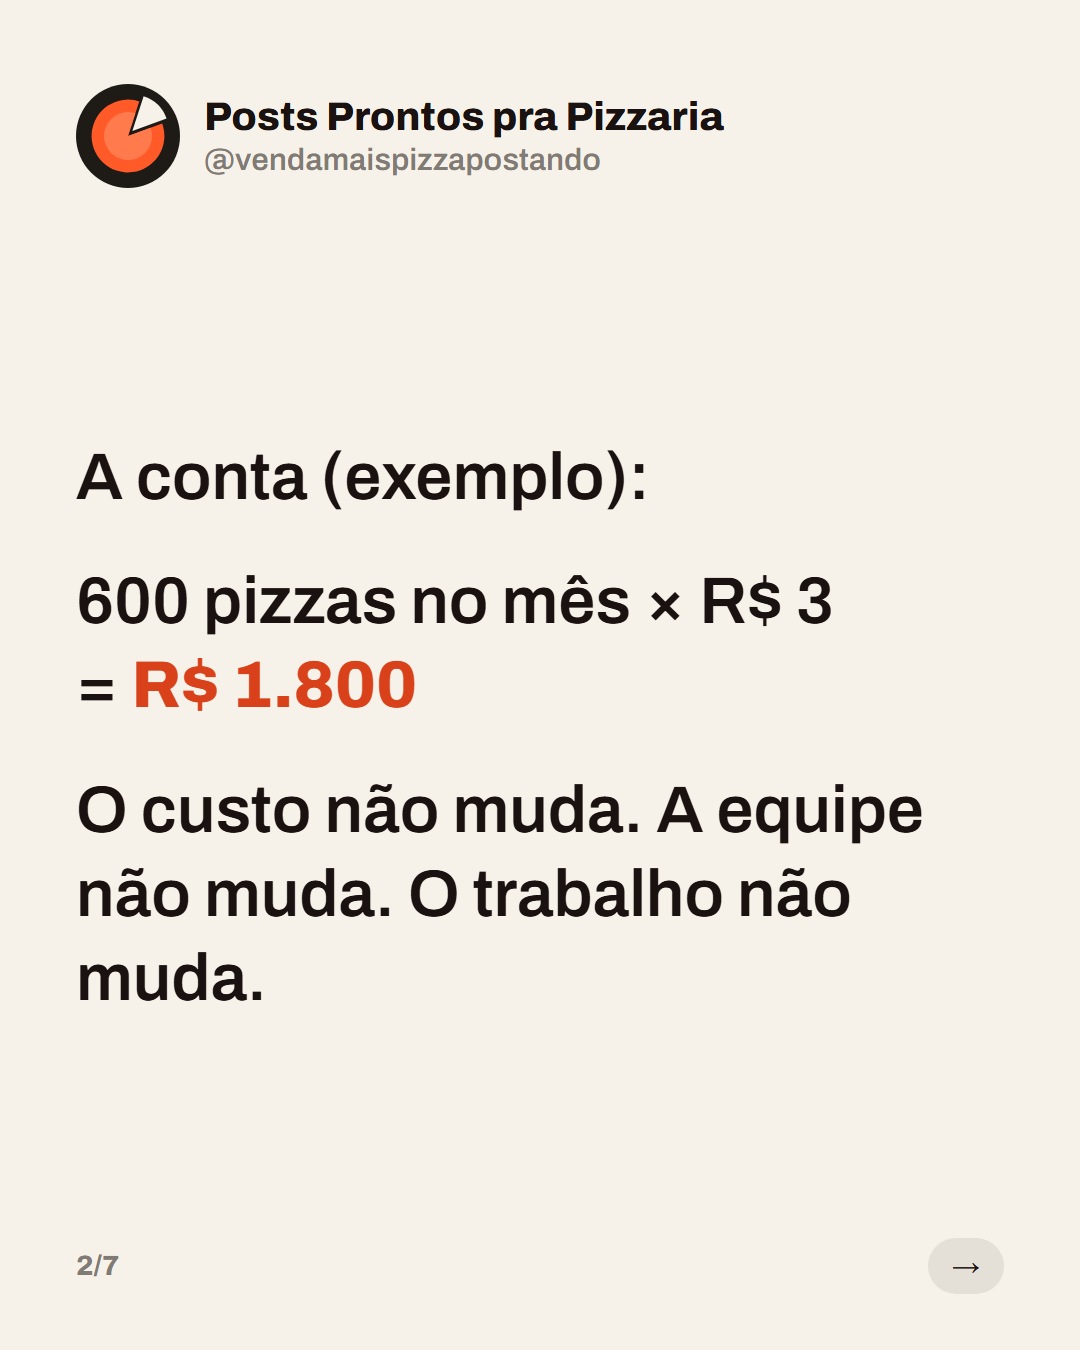 Posts Prontos pra Pizzaria
@vendamaispizzapostando
A conta (exemplo):
600 pizzas no mês × R$ 3
= R$ 1.800
O custo não muda. A equipe
não muda. O trabalho não
muda.
2/7
→